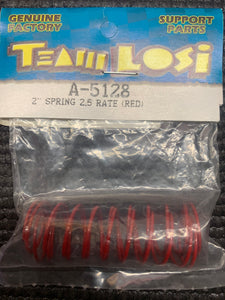 GENUINE FACTORY
SUPPORT PARTS
TEAM LOSI
A-5128
2" SPRING 2.5 RATE (RED)